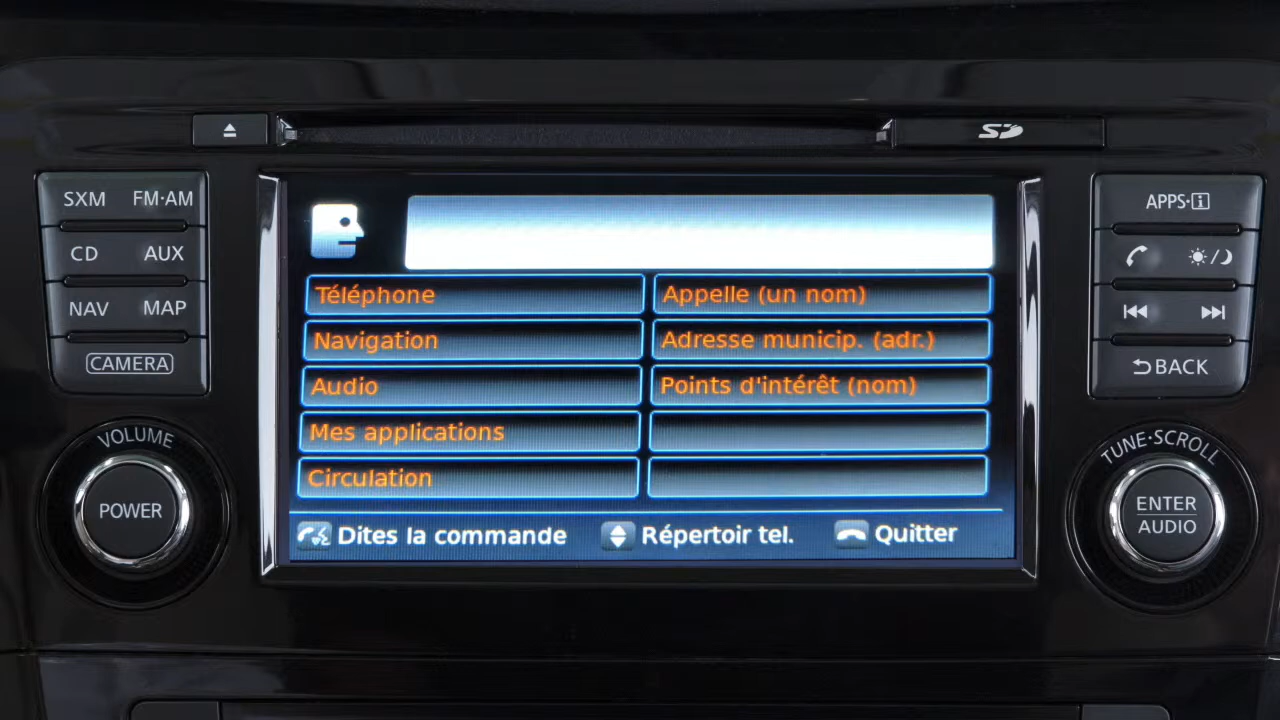 SD
SXM FM·AM
CD AUX
NAV MAP
CAMERA
VOLUME
POWER
Téléphone Appelle (un nom)
Navigation Adresse municip. (adr.)
Audio Points d'intérêt (nom)
Mes applications
Circulation
Dites la commande Répertoir tel. Quitter
APPS·i
BACK
TUNE·SCROLL
ENTER
AUDIO